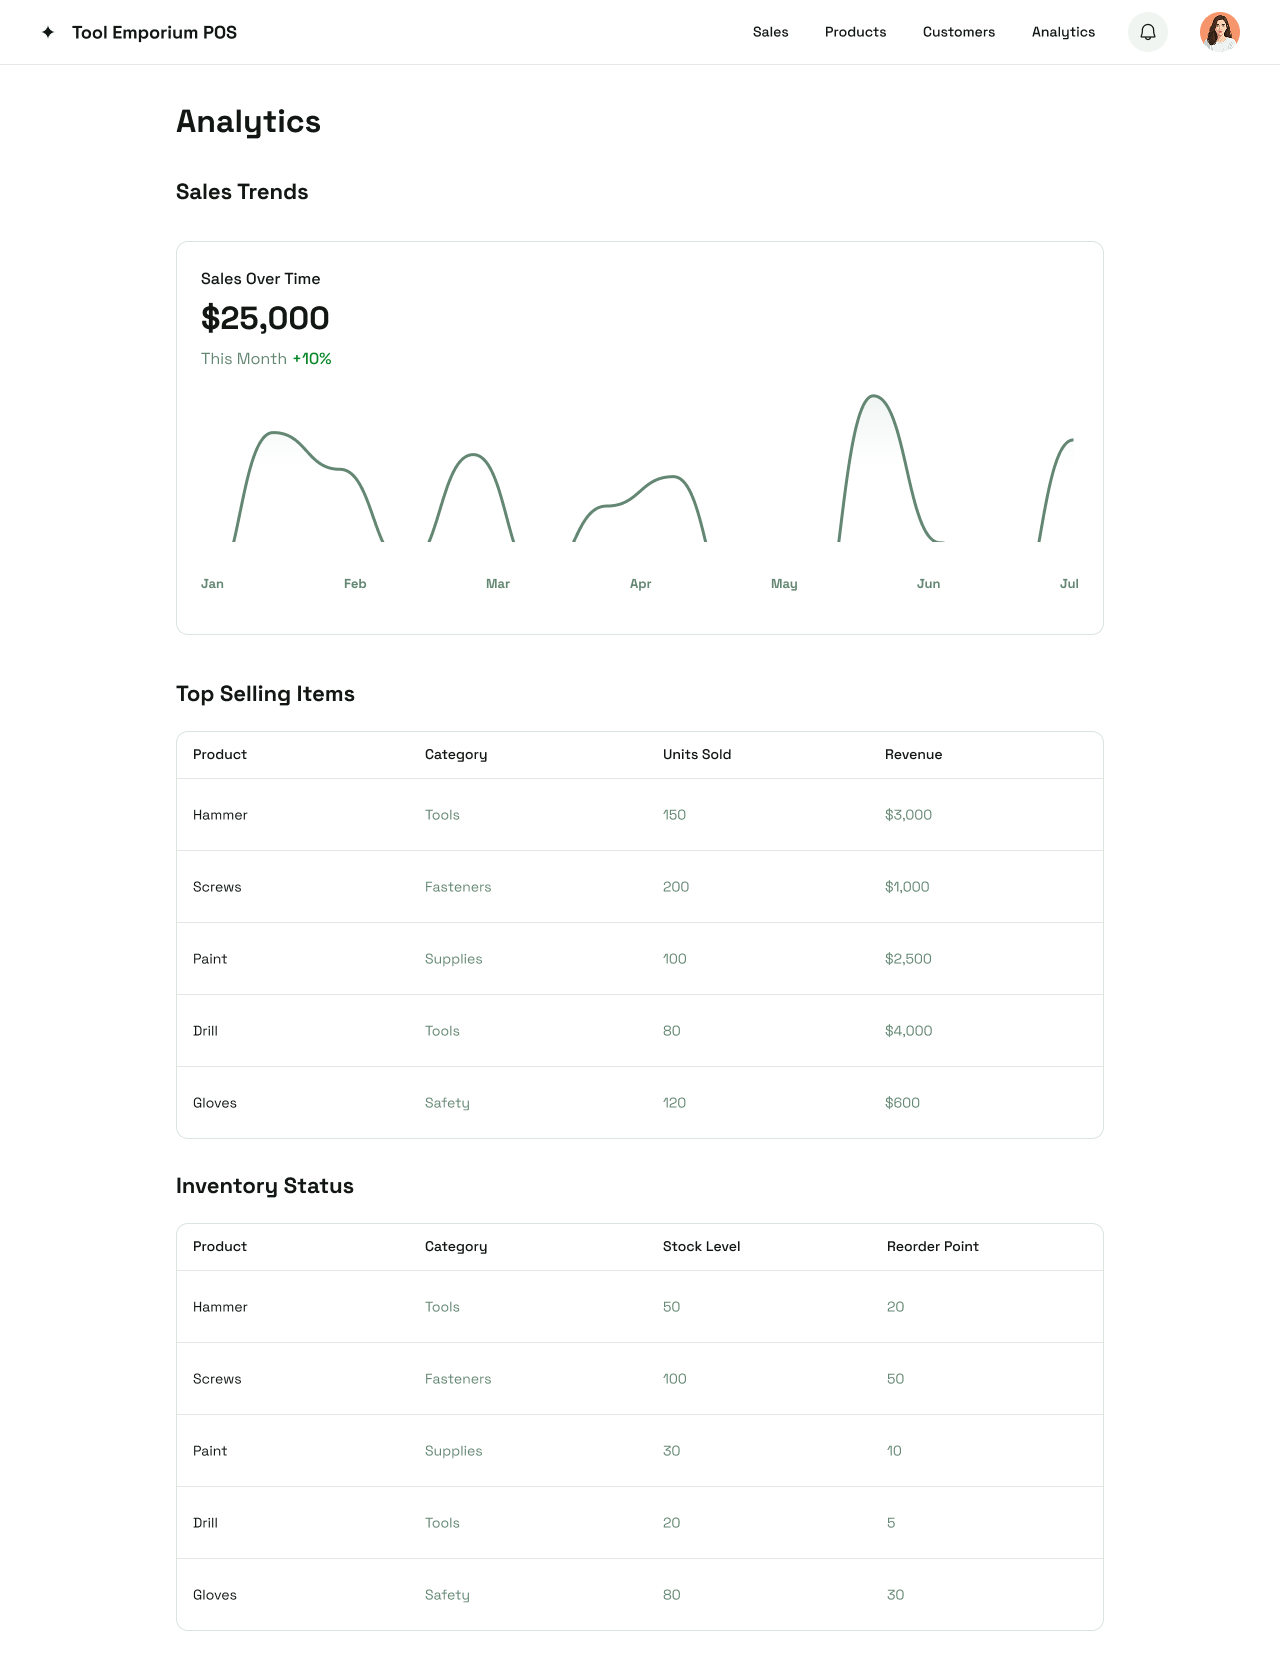 Tool Emporium POS
Sales Products Customers Analytics
Analytics
Sales Trends
Sales Over Time
$25,000
This Month +10%
Jan Feb Mar Apr May Jun Jul
Top Selling Items
Product Category Units Sold Revenue
Hammer Tools 150 $3,000
Screws Fasteners 200 $1,000
Paint Supplies 100 $2,500
Drill Tools 80 $4,000
Gloves Safety 120 $600
Inventory Status
Product Category Stock Level Reorder Point
Hammer Tools 50 20
Screws Fasteners 100 50
Paint Supplies 30 10
Drill Tools 20 5
Gloves Safety 80 30